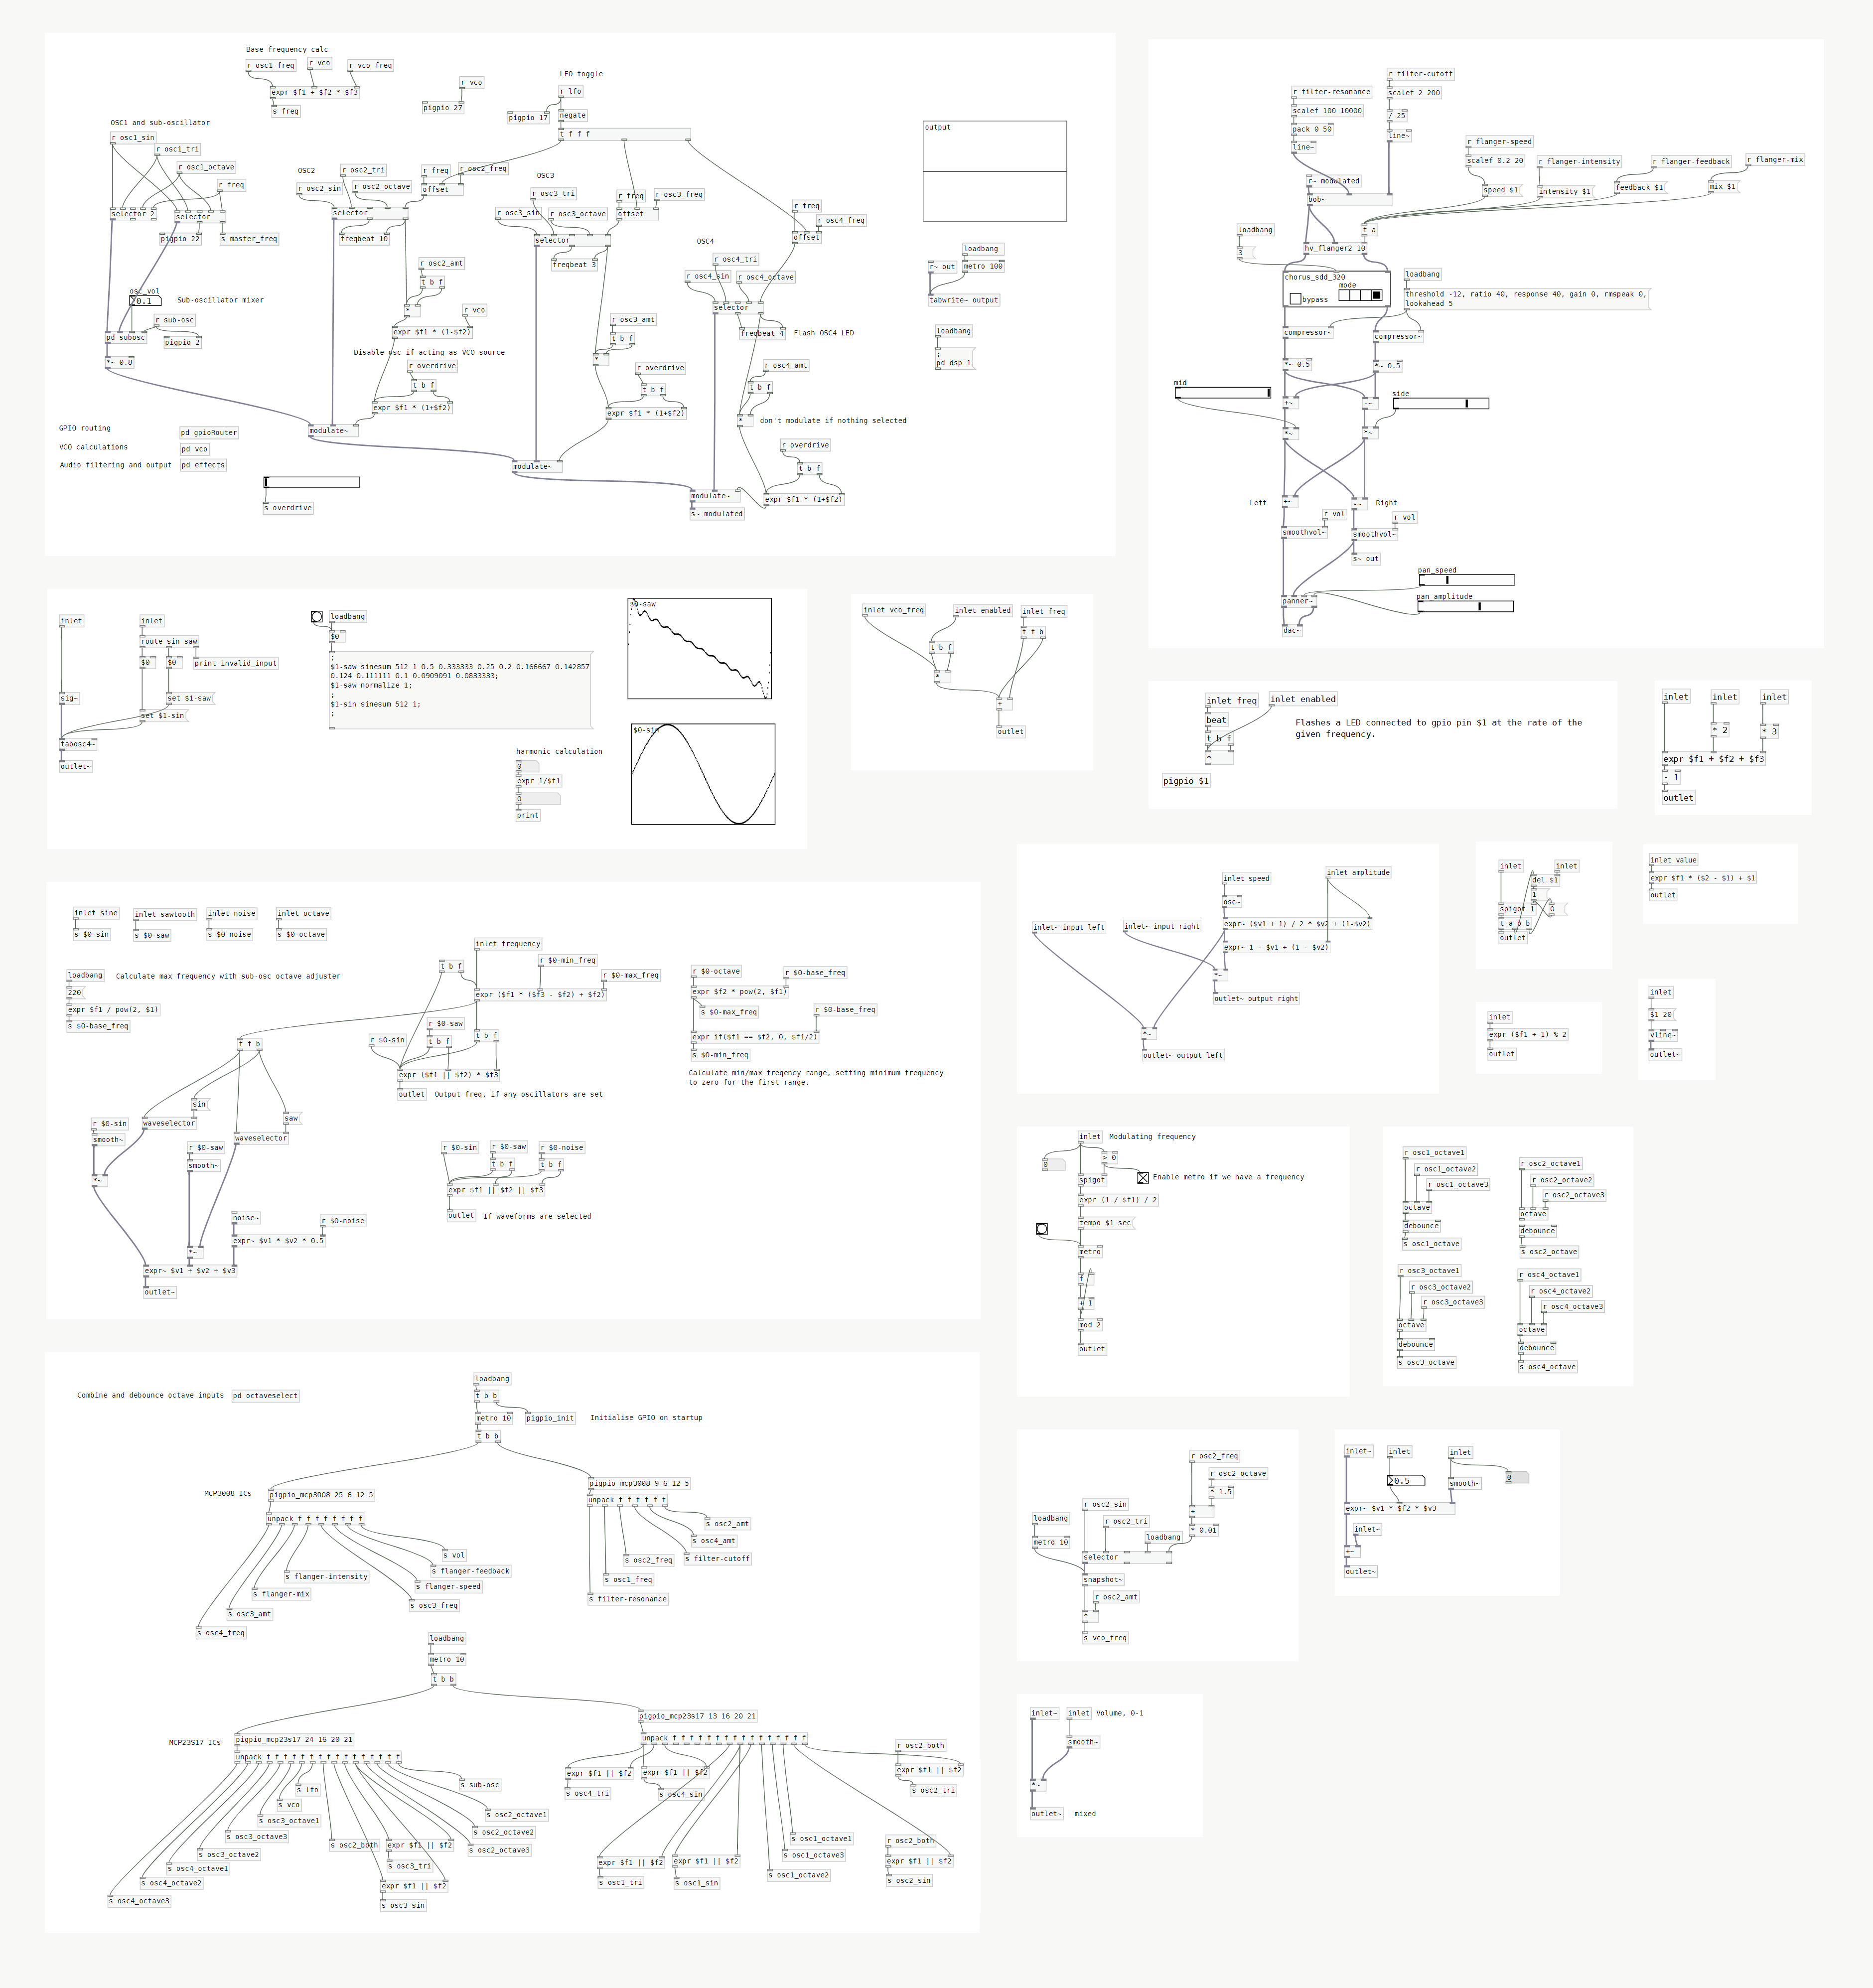 Base frequency calc
r osc1_freq
r vco
r vco_freq
expr $f1 + $f2 * $f3
s freq
r vco
pigpio 27
LFO toggle
r lfo
pigpio 17
negate
t f f f
OSC1 and sub-oscillator
r osc1_sin
r osc1_tri
r osc1_octave
r freq
selector 2
selector
pigpio 22
s master_freq
OSC2
r osc2_tri
r osc2_sin
r osc2_octave
r freq
r osc2_freq
offset
selector
freqbeat 10
OSC3
r osc3_tri
r osc3_sin
r osc3_octave
r freq
r osc3_freq
offset
selector
freqbeat 3
r freq
r osc4_freq
offset
OSC4
r osc4_tri
r osc4_sin
r osc4_octave
selector
freqbeat 4
Flash OSC4 LED
output
loadbang
r~ out
metro 100
tabwrite~ output
loadbang
;
pd dsp 1
osc_vol
0.1
Sub-oscillator mixer
r sub-osc
pd subosc
pigpio 2
*~ 0.8
r osc2_amt
t b f
*
r vco
expr $f1 * (1-$f2)
Disable osc if acting as VCO source
r overdrive
t b f
expr $f1 * (1+$f2)
modulate~
r osc3_amt
t b f
*
r overdrive
t b f
expr $f1 * (1+$f2)
modulate~
r osc4_amt
t b f
*
don't modulate if nothing selected
r overdrive
t b f
expr $f1 * (1+$f2)
modulate~
s~ modulated
GPIO routing
pd gpioRouter
VCO calculations
pd vco
Audio filtering and output
pd effects
s overdrive
r filter-cutoff
r filter-resonance
scalef 2 200
scalef 100 10000
/ 25
pack 0 50
line~
line~
r~ modulated
bob~
r flanger-speed
scalef 0.2 20
r flanger-intensity
r flanger-feedback
r flanger-mix
speed $1
intensity $1
feedback $1
mix $1
loadbang
3
t a
hv_flanger2 10
chorus_sdd_320
mode
bypass
loadbang
threshold -12, ratio 40, response 40, gain 0, rmspeak 0,
lookahead 5
compressor~
compressor~
*~ 0.5
*~ 0.5
mid
side
+~
-~
*~
*~
Left
+~
-~
Right
r vol
r vol
smoothvol~
smoothvol~
s~ out
pan_speed
pan_amplitude
panner~
dac~
inlet
inlet
route sin saw
$0
$0
print invalid_input
sig~
set $1-saw
set $1-sin
tabosc4~
outlet~
loadbang
$0
;
$1-saw sinesum 512 1 0.5 0.333333 0.25 0.2 0.166667 0.142857
0.124 0.111111 0.1 0.0909091 0.0833333;
$1-saw normalize 1;
;
$1-sin sinesum 512 1;
;
$0-saw
$0-sin
harmonic calculation
0
expr 1/$f1
0
print
inlet vco_freq
inlet enabled
inlet freq
t b f
t f b
*
+
outlet
inlet freq
inlet enabled
beat
t b f
*
pigpio $1
Flashes a LED connected to gpio pin $1 at the rate of the
given frequency.
inlet
inlet
inlet
* 2
* 3
expr $f1 + $f2 + $f3
- 1
outlet
inlet speed
inlet amplitude
osc~
inlet~ input left
inlet~ input right
expr~ ($v1 + 1) / 2 * $v2 + (1-$v2)
expr~ 1 - $v1 + (1 - $v2)
*~
outlet~ output right
*~
outlet~ output left
inlet
inlet
del $1
1
spigot 1
0
t a b b
outlet
inlet value
expr $f1 * ($2 - $1) + $1
outlet
inlet
expr ($f1 + 1) % 2
outlet
inlet
$1 20
vline~
outlet~
inlet sine
inlet sawtooth
inlet noise
inlet octave
s $0-sin
s $0-saw
s $0-noise
s $0-octave
loadbang
Calculate max frequency with sub-osc octave adjuster
220
expr $f1 / pow(2, $1)
s $0-base_freq
inlet frequency
t b f
r $0-min_freq
r $0-max_freq
expr ($f1 * ($f3 - $f2) + $f2)
r $0-octave
r $0-base_freq
expr $f2 * pow(2, $f1)
s $0-max_freq
r $0-base_freq
expr if($f1 == $f2, 0, $f1/2)
s $0-min_freq
Calculate min/max freqency range, setting minimum frequency
to zero for the first range.
t f b
r $0-saw
r $0-sin
t b f
t b f
expr ($f1 || $f2) * $f3
outlet
Output freq, if any oscillators are set
sin
saw
r $0-sin
smooth~
waveselector
waveselector
r $0-saw
smooth~
*~
*~
noise~
r $0-noise
expr~ $v1 * $v2 * 0.5
expr~ $v1 + $v2 + $v3
outlet~
r $0-sin
r $0-saw
r $0-noise
t b f
t b f
expr $f1 || $f2 || $f3
outlet
If waveforms are selected
inlet
Modulating frequency
0
> 0
spigot
Enable metro if we have a frequency
expr (1 / $f1) / 2
tempo $1 sec
metro
f
+ 1
mod 2
outlet
r osc1_octave1
r osc1_octave2
r osc1_octave3
octave
debounce
s osc1_octave
r osc2_octave1
r osc2_octave2
r osc2_octave3
octave
debounce
s osc2_octave
r osc3_octave1
r osc3_octave2
r osc3_octave3
octave
debounce
s osc3_octave
r osc4_octave1
r osc4_octave2
r osc4_octave3
octave
debounce
s osc4_octave
Combine and debounce octave inputs
pd octaveselect
loadbang
t b b
metro 10
pigpio_init
Initialise GPIO on startup
t b b
MCP3008 ICs
pigpio_mcp3008 25 6 12 5
unpack f f f f f f f f
s vol
s flanger-feedback
s flanger-intensity
s flanger-speed
s flanger-mix
s osc3_freq
s osc3_amt
s osc4_freq
pigpio_mcp3008 9 6 12 5
unpack f f f f f f
s osc2_amt
s osc4_amt
s filter-cutoff
s osc2_freq
s osc1_freq
s filter-resonance
loadbang
metro 10
t b b
MCP23S17 ICs
pigpio_mcp23s17 24 16 20 21
unpack f f f f f f f f f f f f f f f f
s sub-osc
s lfo
s vco
s osc3_octave1
s osc3_octave3
s osc3_octave2
s osc4_octave1
s osc4_octave2
s osc4_octave3
s osc2_both
expr $f1 || $f2
s osc3_tri
expr $f1 || $f2
s osc3_sin
s osc2_octave1
s osc2_octave2
s osc2_octave3
pigpio_mcp23s17 13 16 20 21
unpack f f f f f f f f f f f f f f f f
expr $f1 || $f2
s osc4_tri
expr $f1 || $f2
s osc4_sin
r osc2_both
expr $f1 || $f2
s osc2_tri
expr $f1 || $f2
s osc1_tri
expr $f1 || $f2
s osc1_sin
s osc1_octave1
s osc1_octave3
s osc1_octave2
r osc2_both
expr $f1 || $f2
s osc2_sin
r osc2_freq
r osc2_octave
* 1.5
+
* 0.01
r osc2_sin
r osc2_tri
loadbang
loadbang
metro 10
selector
snapshot~
r osc2_amt
*
s vco_freq
inlet~
inlet
inlet
0.5
smooth~
0
expr~ $v1 * $f2 * $v3
inlet~
+~
outlet~
inlet~
inlet
Volume, 0-1
smooth~
*~
outlet~
mixed